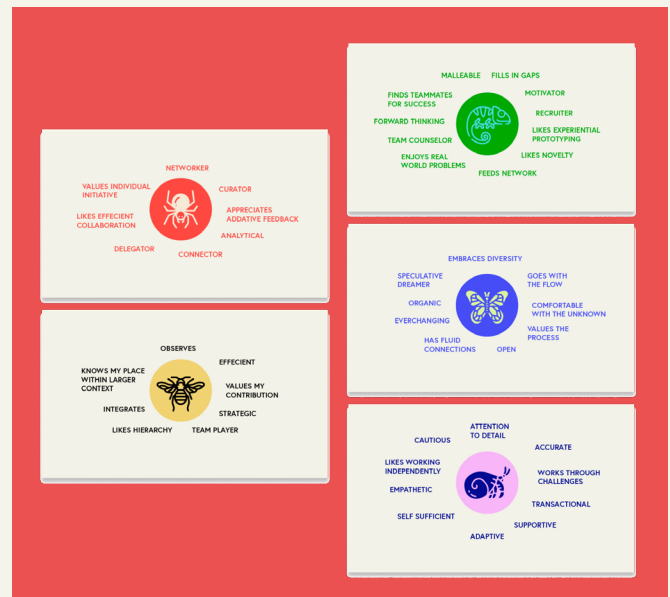 NETWORKER
VALUES INDIVIDUAL
INITIATIVE
CURATOR
LIKES EFFECIENT
COLLABORATION
APPRECIATES
ADDATIVE FEEDBACK
ANALYTICAL
DELEGATOR
CONNECTOR
OBSERVES
EFFECIENT
KNOWS MY PLACE
WITHIN LARGER
CONTEXT
VALUES MY
CONTRIBUTION
INTEGRATES
STRATEGIC
LIKES HIERARCHY
TEAM PLAYER
MALLEABLE
FILLS IN GAPS
FINDS TEAMMATES
FOR SUCCESS
MOTIVATOR
RECRUITER
FORWARD THINKING
LIKES EXPERIENTIAL
PROTOTYPING
TEAM COUNSELOR
ENJOYS REAL
WORLD PROBLEMS
LIKES NOVELTY
FEEDS NETWORK
EMBRACES DIVERSITY
SPECULATIVE
DREAMER
GOES WITH
THE FLOW
ORGANIC
COMFORTABLE
WITH THE UNKNOWN
EVERCHANGING
VALUES THE
PROCESS
HAS FLUID
CONNECTIONS
OPEN
ATTENTION
TO DETAIL
CAUTIOUS
ACCURATE
LIKES WORKING
INDEPENDENTLY
WORKS THROUGH
CHALLENGES
EMPATHETIC
TRANSACTIONAL
SELF SUFFICIENT
SUPPORTIVE
ADAPTIVE